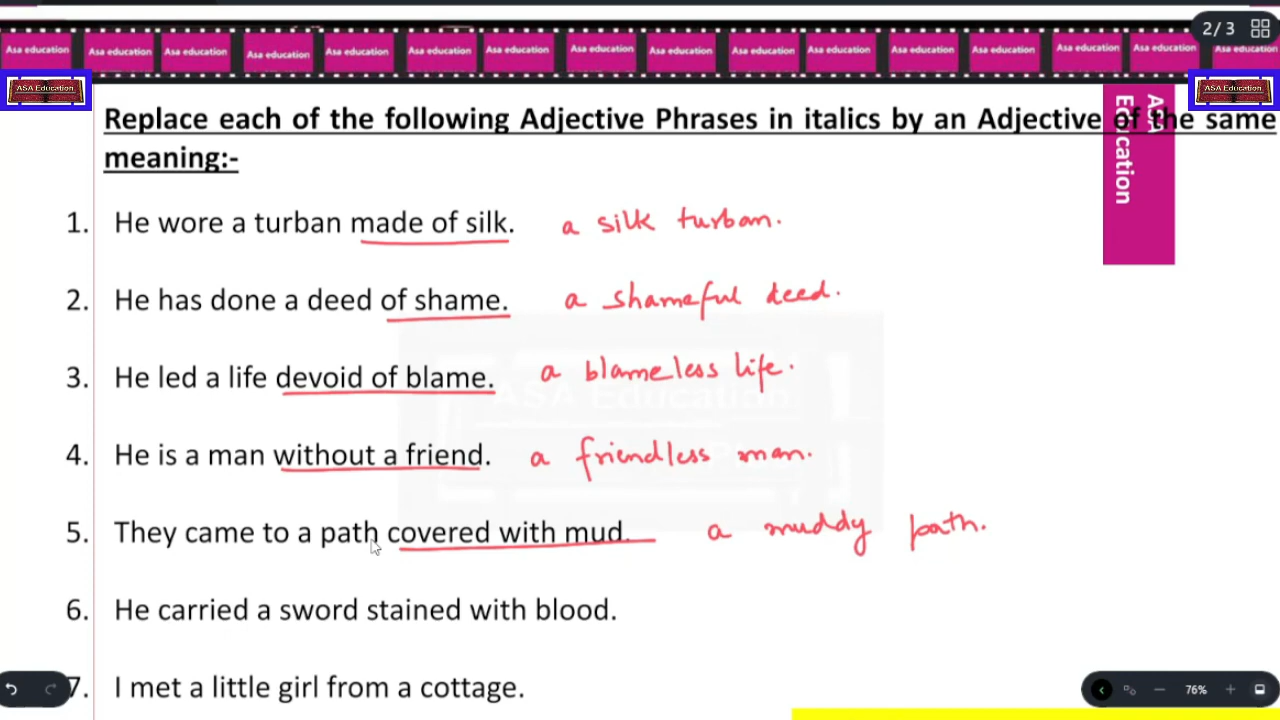 2/3
Asa education Asa education Asa education Asa education Asa education Asa education Asa education Asa education Asa education Asa education Asa education Asa education Asa education Asa education Asa education Asa education
ASA Education ASA Education
Replace each of the following Adjective Phrases in italics by an Adjective of the same
meaning:-
ASA
Education
1. He wore a turban made of silk. a silk turban.
2. He has done a deed of shame. a shameful deed.
3. He led a life devoid of blame. a blameless life.
ASA Education
4. He is a man without a friend. a friendless man.
5. They came to a path covered with mud. a muddy path.
6. He carried a sword stained with blood.
7. I met a little girl from a cottage.
76%